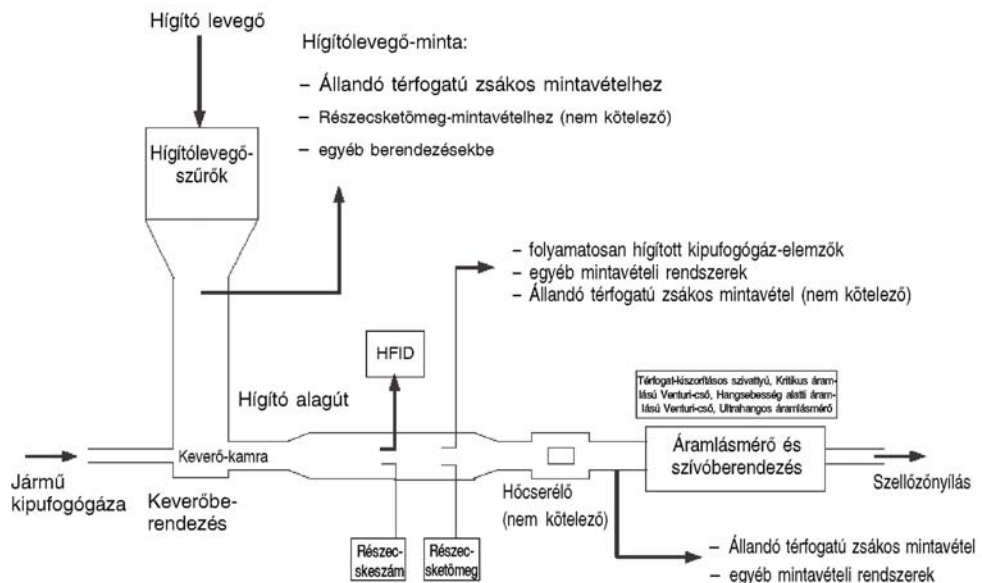 Hígító levegő
Hígítólevegő-minta:
– Állandó térfogatú zsákos mintavételhez
– Részecsketömeg-mintavételhez (nem kötelező)
– egyéb berendezésekbe
Hígítólevegő-
szűrők
– folyamatosan hígított kipufogógáz-elemzők
– egyéb mintavételi rendszerek
– Állandó térfogatú zsákos mintavétel (nem kötelező)
HFID
Hígító alagút
Térfogat-kiszorításos szivattyú, Kritikus áram-
lású Venturi-cső, Hangsebesség alatti áram-
lású Venturi-cső, Ultrahangos áramlásmérő
Keverő-kamra
Áramlásmérő és
szívóberendezés
Jármű
kipufogógáza
Keverőbe-
rendezés
Hőcserélő
(nem kötelező)
Szellőzőnyílás
Részec-
skeszám
Részec-
sketömeg
– Állandó térfogatú zsákos mintavétel
– egyéb mintavételi rendszerek